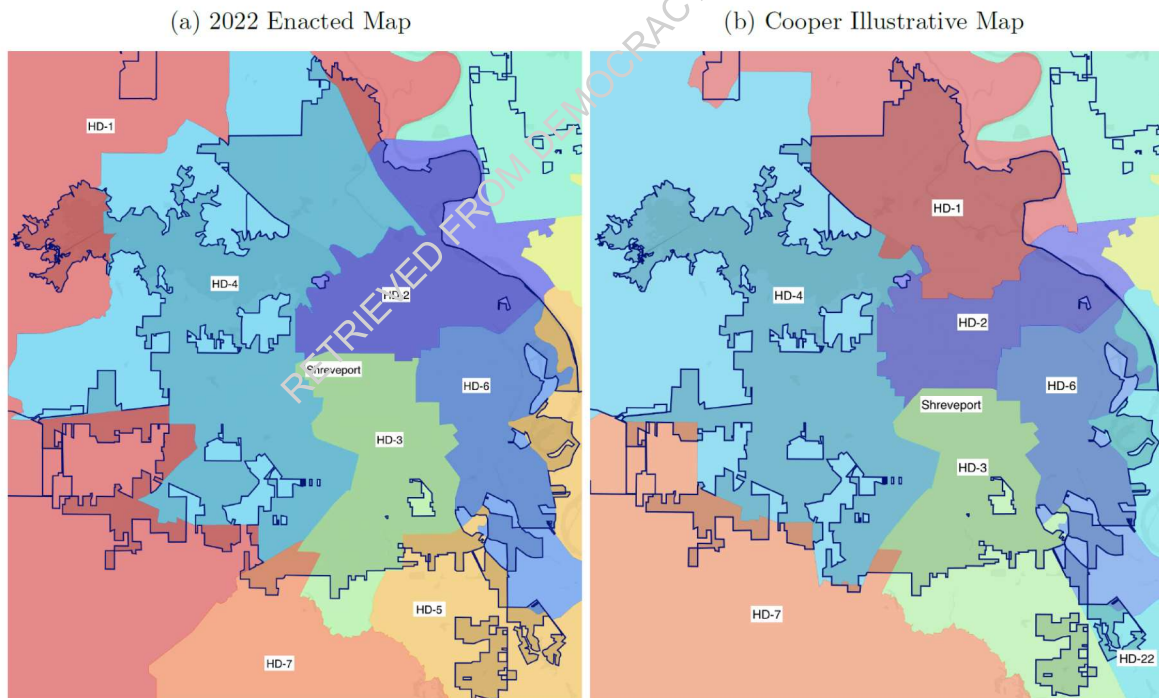 (a) 2022 Enacted Map
(b) Cooper Illustrative Map
RETRIEVED FROM DEMOCRAC
HD-1
HD-4
HD-2
Shreveport
HD-6
HD-3
HD-5
HD-7
HD-1
HD-4
HD-2
HD-6
Shreveport
HD-3
HD-7
HD-22